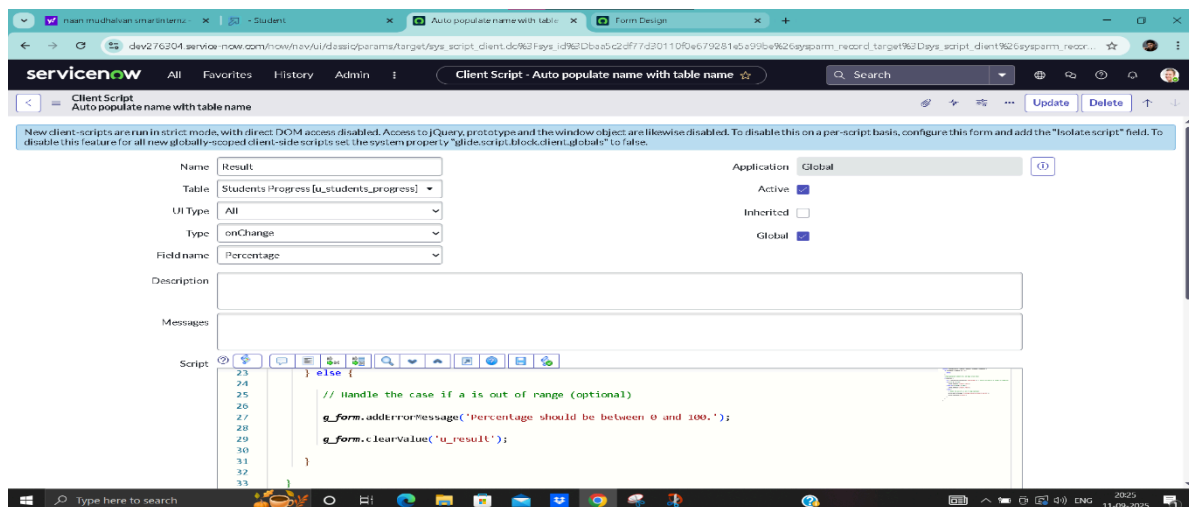 naan mudhalvan smartinternz -
- Student
Auto populate name with table
Form Design
dev276304.service-now.com/now/nav/ui/classic/params/target/sys_script_client.do%3Fsys_id%3Dbaa5c2df77d30110f0e679281e5a99be%26sysparm_record_target%3Dsys_script_client%26sysparm_recor...
servicenow All Favorites History Admin Client Script - Auto populate name with table name Search
Client Script
Auto populate name with table name
Update Delete
New client-scripts are run in strict mode, with direct DOM access disabled. Access to jQuery, prototype and the window object are likewise disabled. To disable this on a per-script basis, configure this form and add the "Isolate script" field. To
disable this feature for all new globally-scoped client-side scripts set the system property "glide.script.block.client.globals" to false.
Name Result
Application Global
Table Students Progress [u_students_progress]
Active
UI Type All
Inherited
Type onChange
Global
Field name Percentage
Description
Messages
Script
23 } else {
24
25 // Handle the case if a is out of range (optional)
26
27 g_form.addErrorMessage('Percentage should be between 0 and 100.');
28
29 g_form.clearValue('u_result');
30
31 }
32
33 }
Type here to search
ENG
20:25
11-09-2025